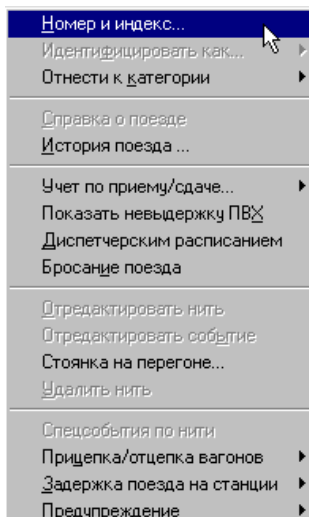 Номер и индекс...
Идентифицировать как...
Отнести к категории
Справка о поезде
История поезда ...
Учет по приему/сдаче...
Показать невыдержку ПВХ
Диспетчерским расписанием
Бросание поезда
Отредактировать нить
Отредактировать событие
Стоянка на перегоне...
Удалить нить
Спецсобытия по нити
Прицепка/отцепка вагонов
Задержка поезда на станции
Предупреждение